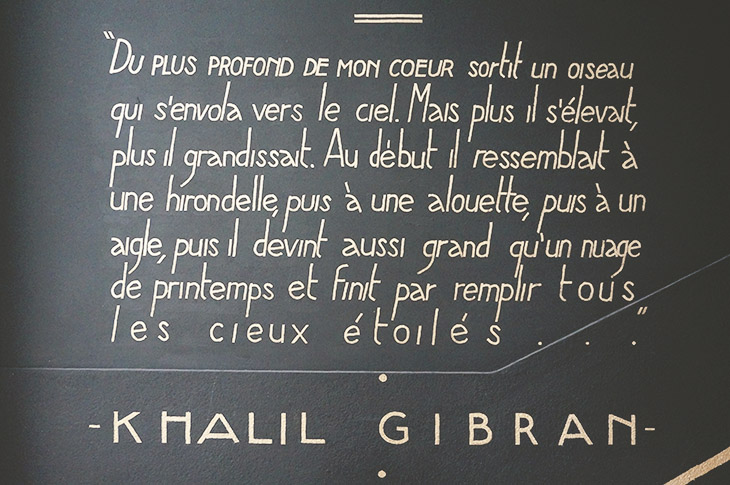 "DU PLUS PROFOND DE MON COEUR sortit un oiseau
qui s'envola vers le ciel. Mais plus il s'élevait,
plus il grandissait. Au début il ressemblait à
une hirondelle, puis à une alouette, puis à un
aigle, puis il devint aussi grand qu'un nuage
de printemps et finit par remplir tous
les cieux étoilés . . ."
-KHALIL GIBRAN-